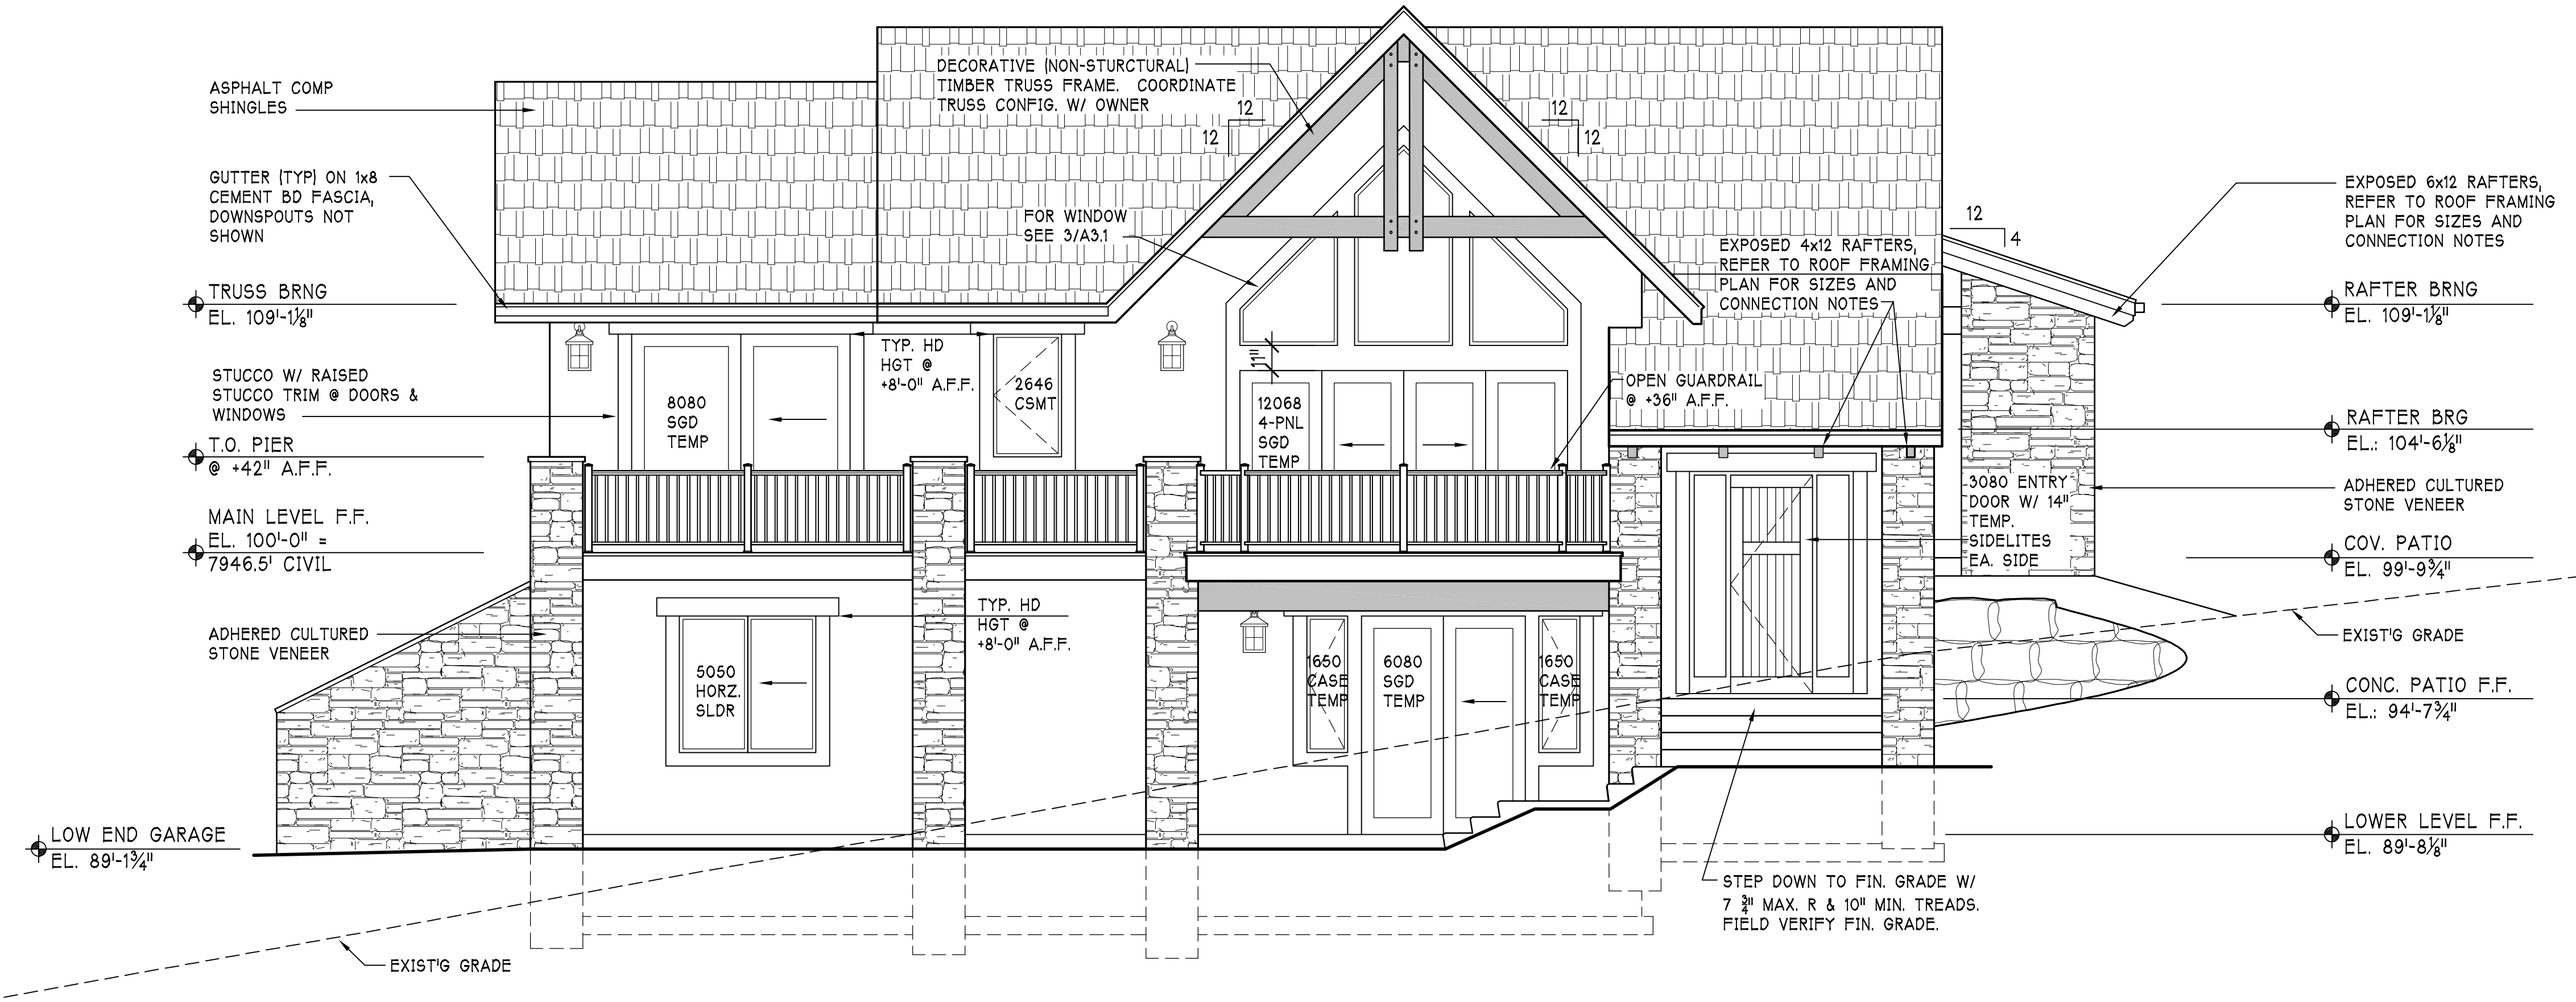 ASPHALT COMP
SHINGLES
GUTTER (TYP) ON 1x8
CEMENT BD FASCIA,
DOWNSPOUTS NOT
SHOWN
TRUSS BRNG
EL. 109'-1⅛"
STUCCO W/ RAISED
STUCCO TRIM @ DOORS &
WINDOWS
T.O. PIER
@ +42" A.F.F.
MAIN LEVEL F.F.
EL. 100'-0" =
7946.5' CIVIL
ADHERED CULTURED
STONE VENEER
LOW END GARAGE
EL. 89'-1¾"
EXIST'G GRADE
DECORATIVE (NON-STURCTURAL)
TIMBER TRUSS FRAME. COORDINATE
TRUSS CONFIG. W/ OWNER
12
12
12
12
FOR WINDOW
SEE 3/A3.1
TYP. HD
HGT @
+8'-0" A.F.F.
8080
SGD
TEMP
2646
CSMT
11"
12068
4-PNL
SGD
TEMP
OPEN GUARDRAIL
@ +36" A.F.F.
EXPOSED 4x12 RAFTERS,
REFER TO ROOF FRAMING
PLAN FOR SIZES AND
CONNECTION NOTES
TYP. HD
HGT @
+8'-0" A.F.F.
5050
HORZ.
SLDR
1650
CASE
TEMP
6080
SGD
TEMP
1650
CASE
TEMP
3080 ENTRY
DOOR W/ 14"
TEMP.
SIDELITES
EA. SIDE
STEP DOWN TO FIN. GRADE W/
7 ¾" MAX. R & 10" MIN. TREADS.
FIELD VERIFY FIN. GRADE.
12
4
EXPOSED 6x12 RAFTERS,
REFER TO ROOF FRAMING
PLAN FOR SIZES AND
CONNECTION NOTES
RAFTER BRNG
EL. 109'-1⅛"
RAFTER BRG
EL.: 104'-6⅛"
ADHERED CULTURED
STONE VENEER
COV. PATIO
EL. 99'-9¾"
EXIST'G GRADE
CONC. PATIO F.F.
EL.: 94'-7¾"
LOWER LEVEL F.F.
EL. 89'-8⅛"